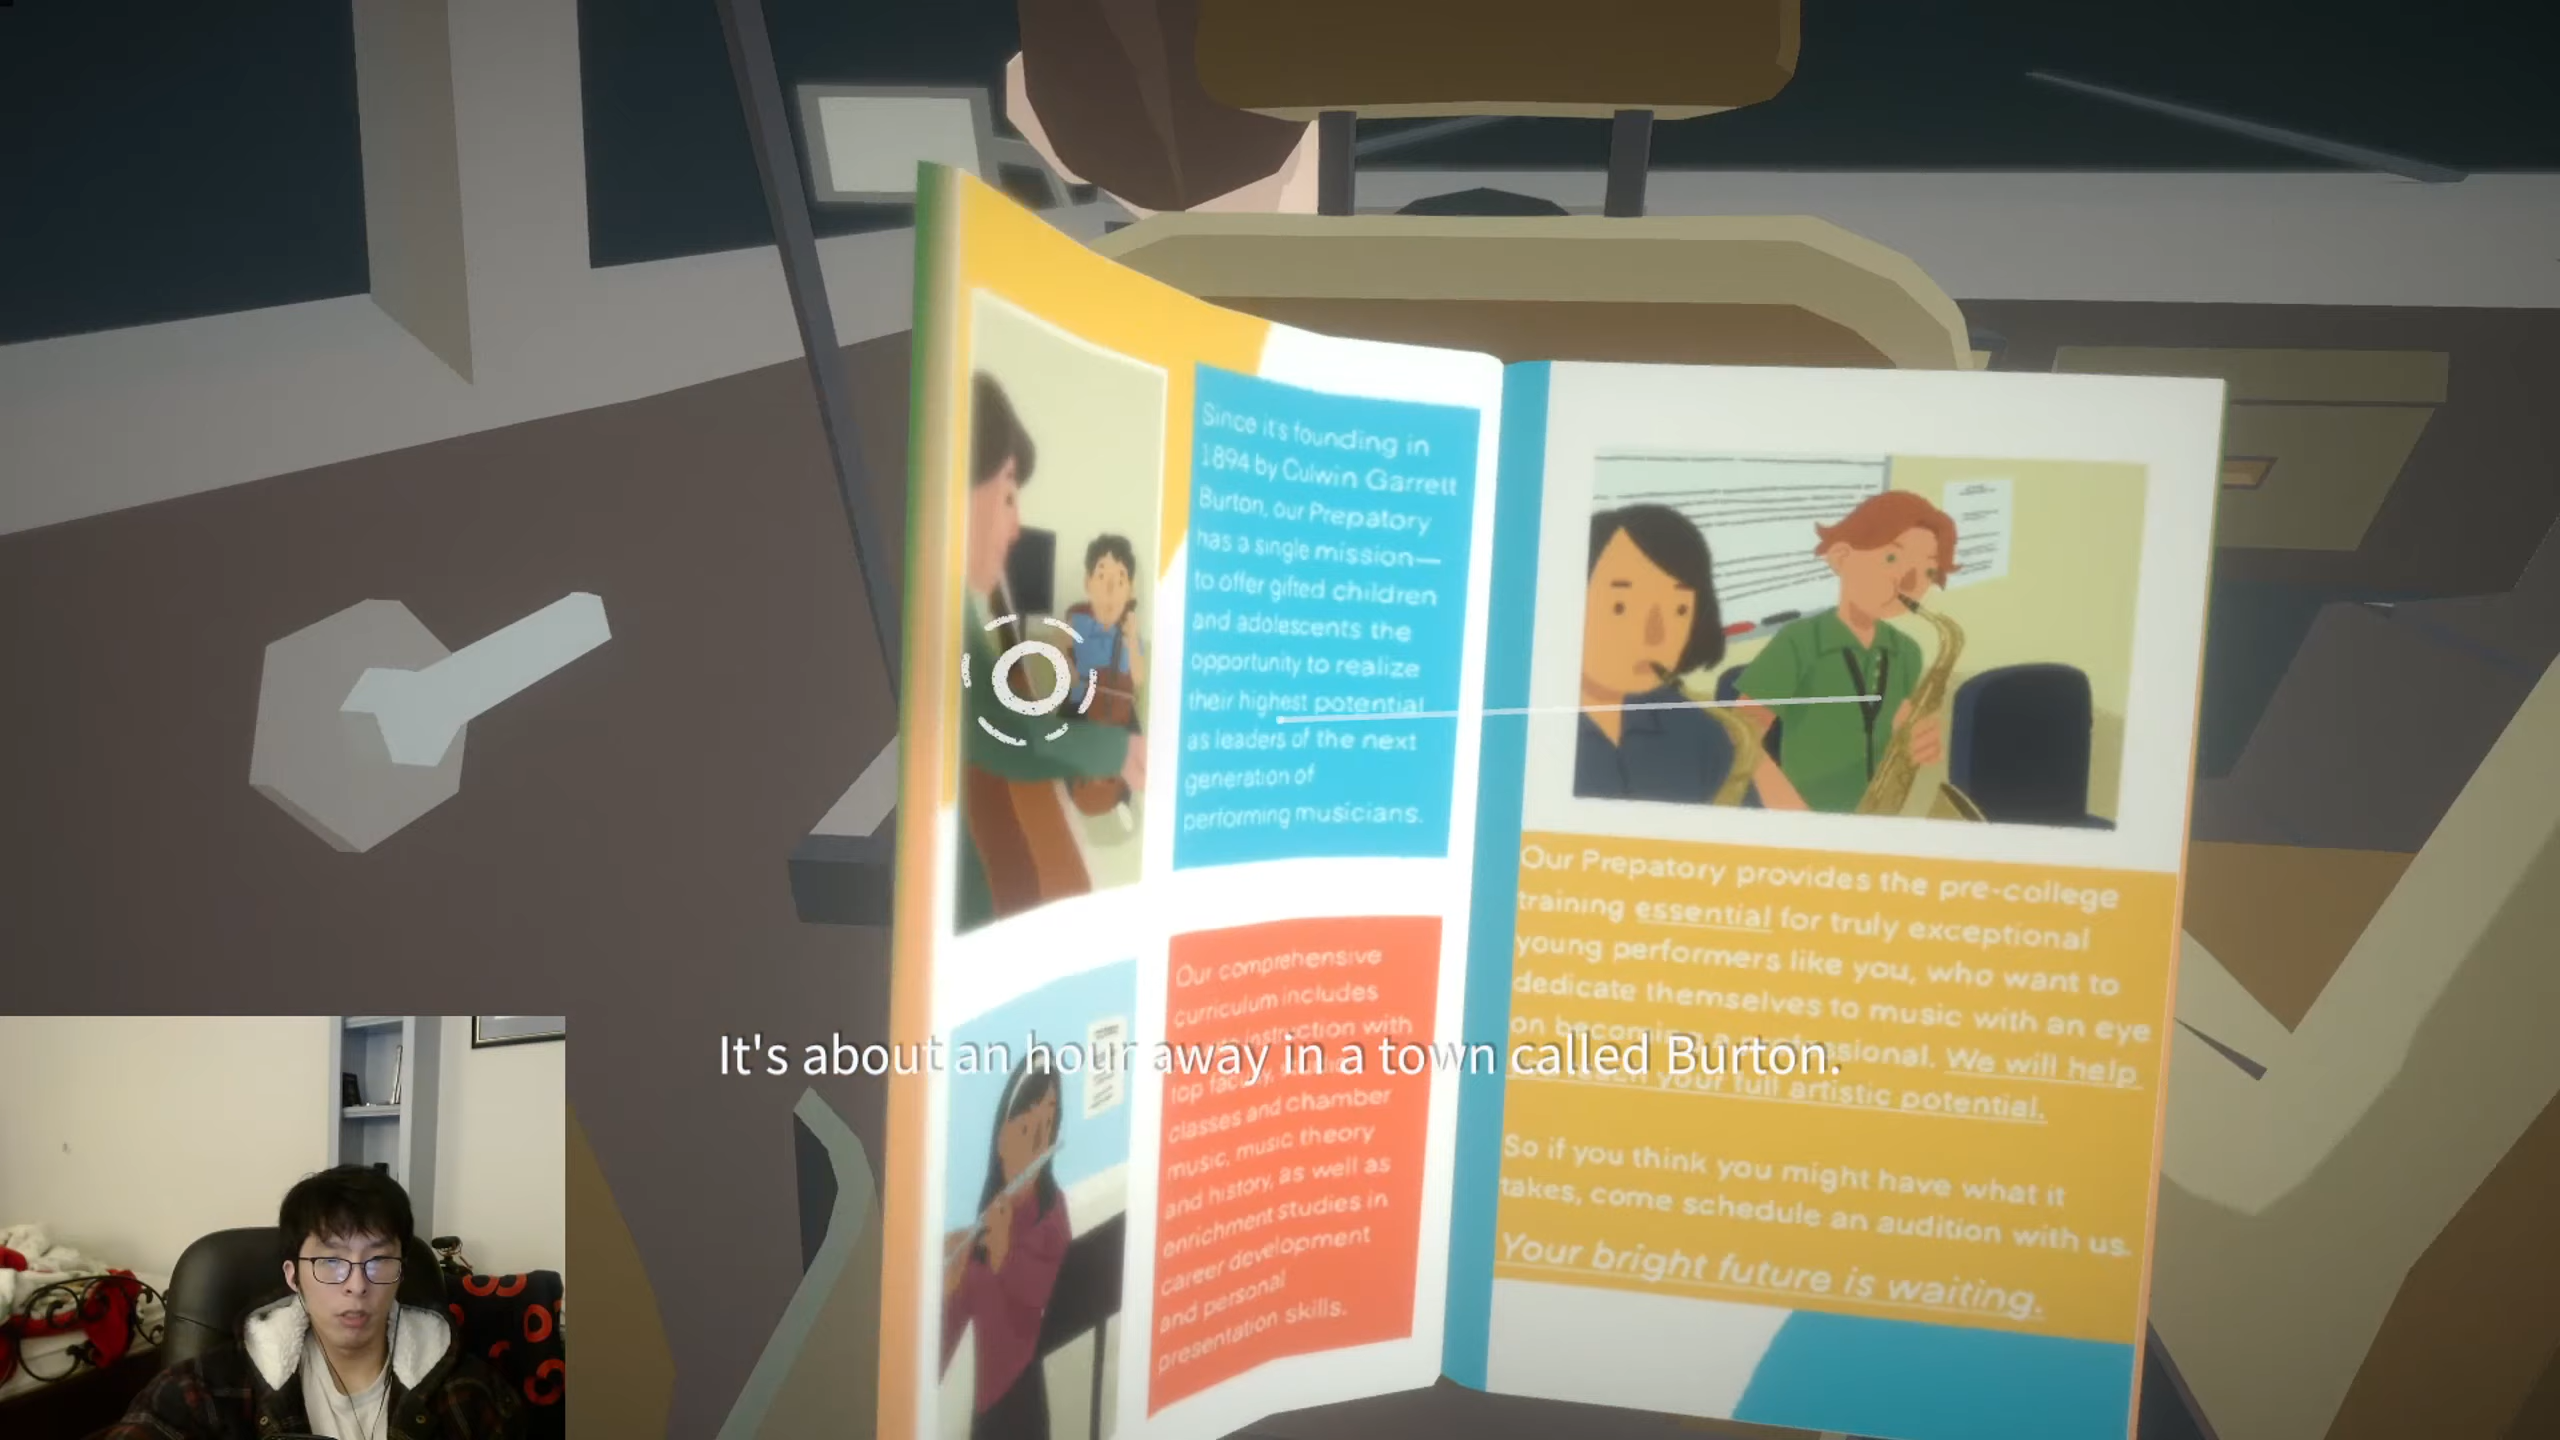 Since it's founding in
1894 by Culwin Garrett
Burton, our Prepatory
has a single mission—
to offer gifted children
and adolescents the
opportunity to realize
their highest potential
as leaders of the next
generation of
performing musicians.
Our comprehensive
curriculum includes
instruction with
top faculty,
classes and chamber
music, music theory
and history, as well as
enrichment studies in
career development
and personal
presentation skills.
Our Prepatory provides the pre-college
training essential for truly exceptional
young performers like you, who want to
dedicate themselves to music with an eye
on becoming a professional. We will help
your full artistic potential.
So if you think you might have what it
takes, come schedule an audition with us.
Your bright future is waiting.
It's about an hour away in a town called Burton.